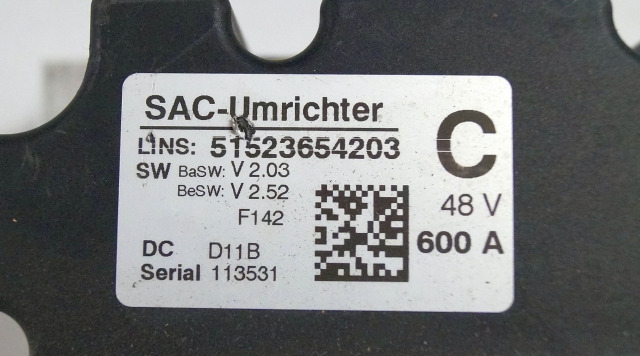 SAC-Umrichter
LINS: 51523654203
SW BaSW: V 2.03
BeSW: V 2.52
F142
DC D11B
Serial 113531
C
48 V
600 A